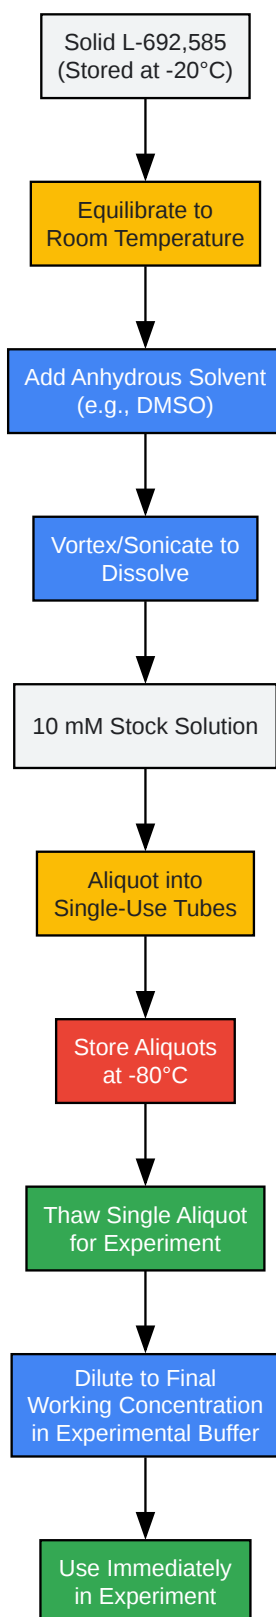 Solid L-692,585
(Stored at -20°C)
Equilibrate to
Room Temperature
Add Anhydrous Solvent
(e.g., DMSO)
Vortex/Sonicate to
Dissolve
10 mM Stock Solution
Aliquot into
Single-Use Tubes
Store Aliquots
at -80°C
Thaw Single Aliquot
for Experiment
Dilute to Final
Working Concentration
in Experimental Buffer
Use Immediately
in Experiment